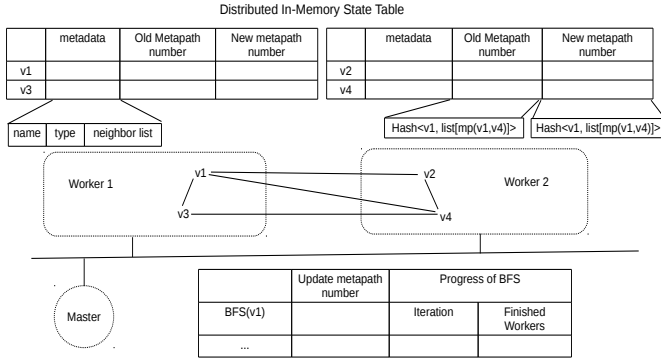 Distributed In-Memory State Table
metadata
Old Metapath
number
New metapath
number
v1
v3
metadata
Old Metapath
number
New metapath
number
v2
v4
name
type
neighbor list
Hash<v1, list[mp(v1,v4)]>
Hash<v1, list[mp(v1,v4)]>
Worker 1
v1
v3
v2
v4
Worker 2
Master
Update metapath
number
Progress of BFS
BFS(v1)
Iteration
Finished
Workers
...